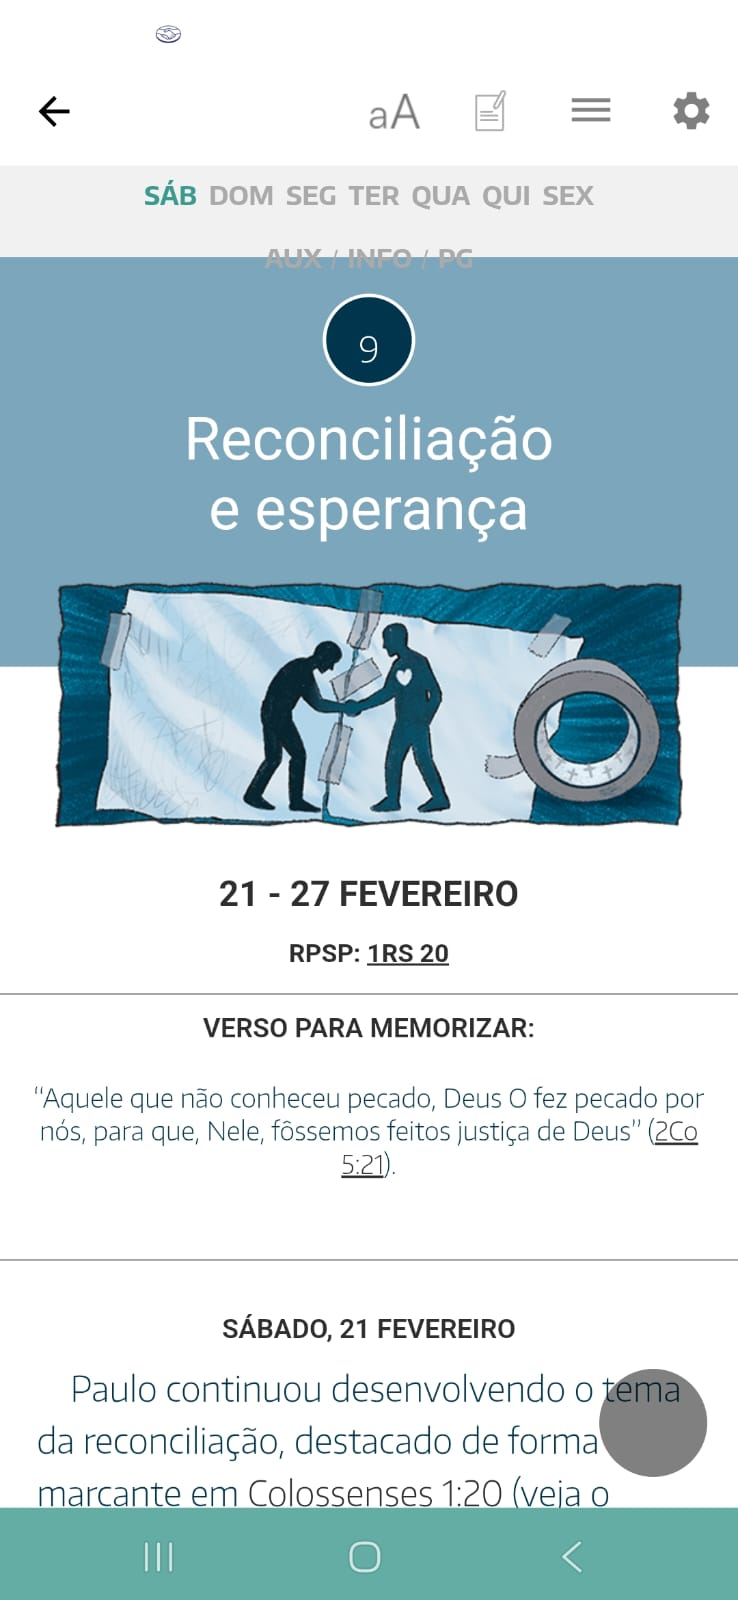 aA
SÁB DOM SEG TER QUA QUI SEX
AUX / INFO / PG
9
Reconciliação
e esperança
21 - 27 FEVEREIRO
RPSP: 1RS 20
VERSO PARA MEMORIZAR:
“Aquele que não conheceu pecado, Deus O fez pecado por
nós, para que, Nele, fôssemos feitos justiça de Deus” (2Co
5:21).
SÁBADO, 21 FEVEREIRO
Paulo continuou desenvolvendo o tema
da reconciliação, destacado de forma
marcante em Colossenses 1:20 (veja o